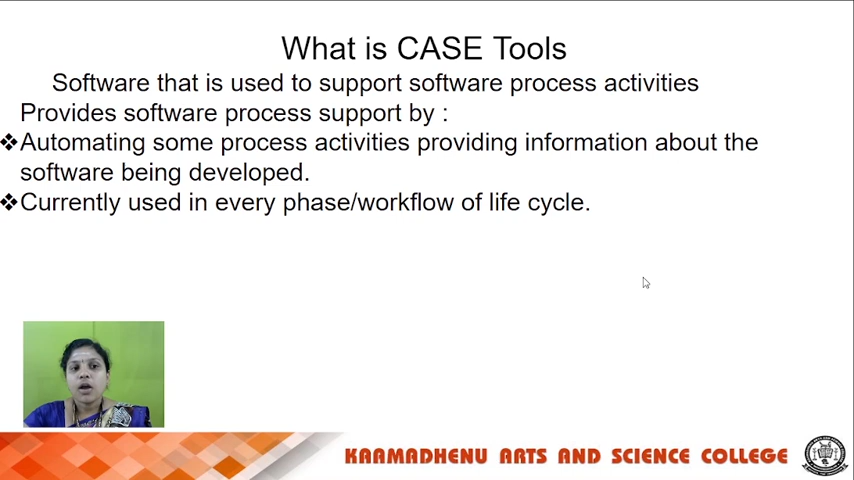 What is CASE Tools
Software that is used to support software process activities
Provides software process support by :
❖Automating some process activities providing information about the
software being developed.
❖Currently used in every phase/workflow of life cycle.
KAAMADHENU ARTS AND SCIENCE COLLEGE